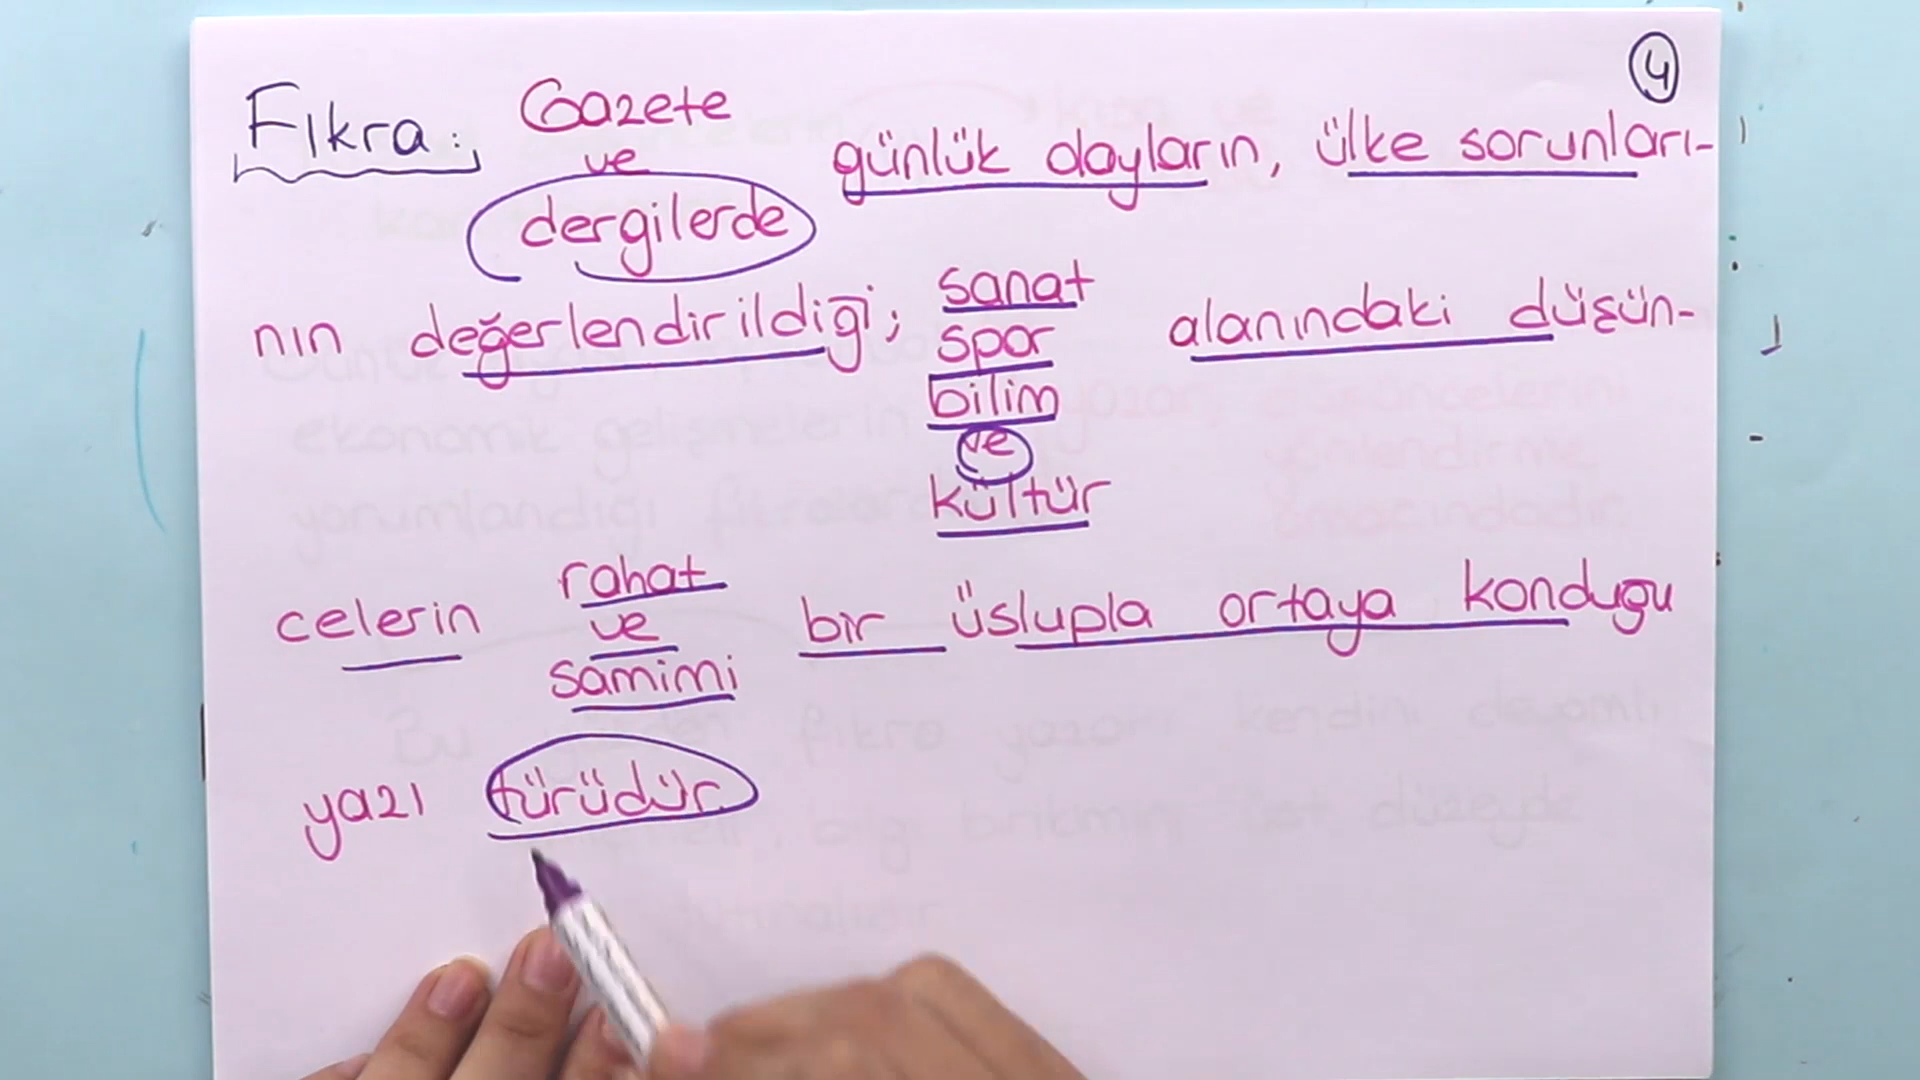 4
Fıkra: Gazete ve dergilerde günlük olayların, ülke sorunları-
nın değerlendirildiği; sanat spor bilim ve kültür alanındaki düşün-
celerin rahat ve samimi bir üslupla ortaya konduğu
yazı türüdür.